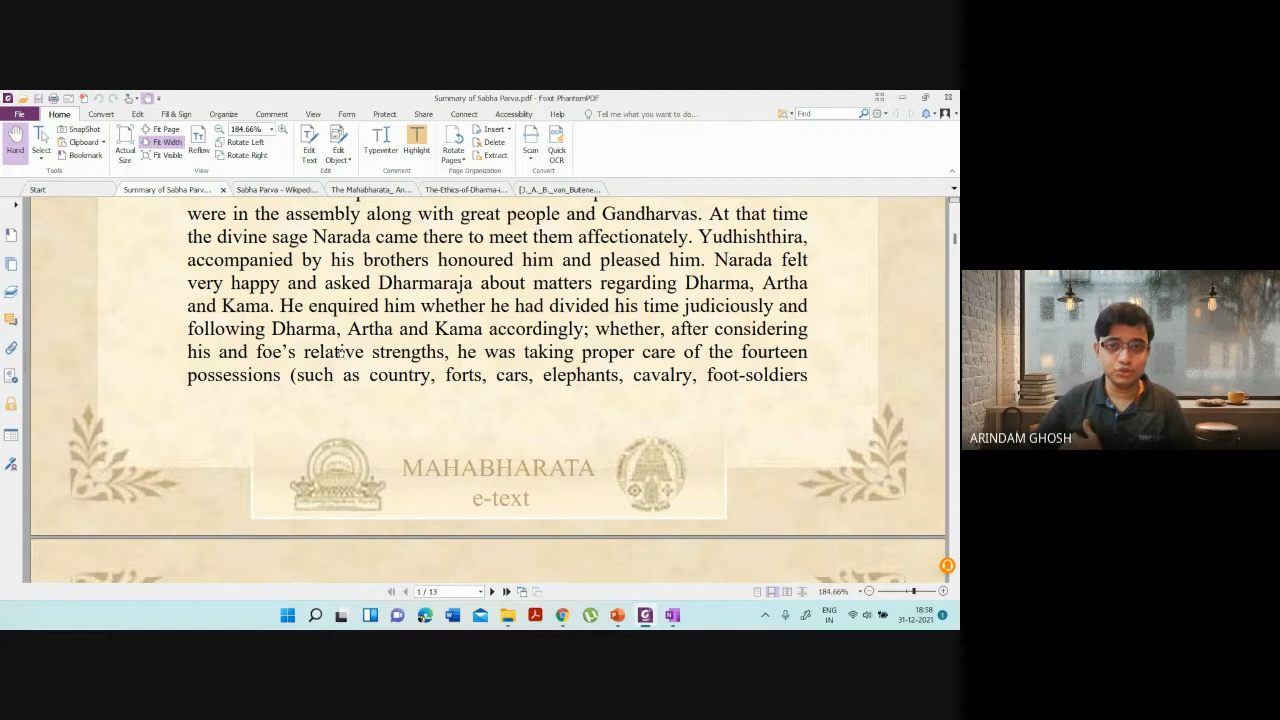 Summary of Sabha Parva.pdf - Foxit PhantomPDF
File Home Convert Edit Fill & Sign Organize Comment View Form Protect Share Connect Accessibility Help Tell me what you want to do... Find
Hand
Select
SnapShot
Clipboard
Bookmark
Tools
Actual Size
Fit Page
Fit Width
Fit Visible
Reflow
184.66%
Rotate Left
Rotate Right
View
Edit Text
Edit Object
Edit
Typewriter
Highlight
Comment
Rotate Pages
Insert
Delete
Extract
Page Organization
Scan
Quick OCR
Convert
Start Summary of Sabha Parv... Sabha Parva - Wikiped... The Mahabharata_ An... The-Ethics-of-Dharma-i... [J._A._B._van_Buitene...
were in the assembly along with great people and Gandharvas. At that time
the divine sage Narada came there to meet them affectionately. Yudhishthira,
accompanied by his brothers honoured him and pleased him. Narada felt
very happy and asked Dharmaraja about matters regarding Dharma, Artha
and Kama. He enquired him whether he had divided his time judiciously and
following Dharma, Artha and Kama accordingly; whether, after considering
his and foe's relative strengths, he was taking proper care of the fourteen
possessions (such as country, forts, cars, elephants, cavalry, foot-soldiers
MAHABHARATA
e-text
ARINDAM GHOSH
1 / 13
184.66%
ENG
IN
18:58
31-12-2021